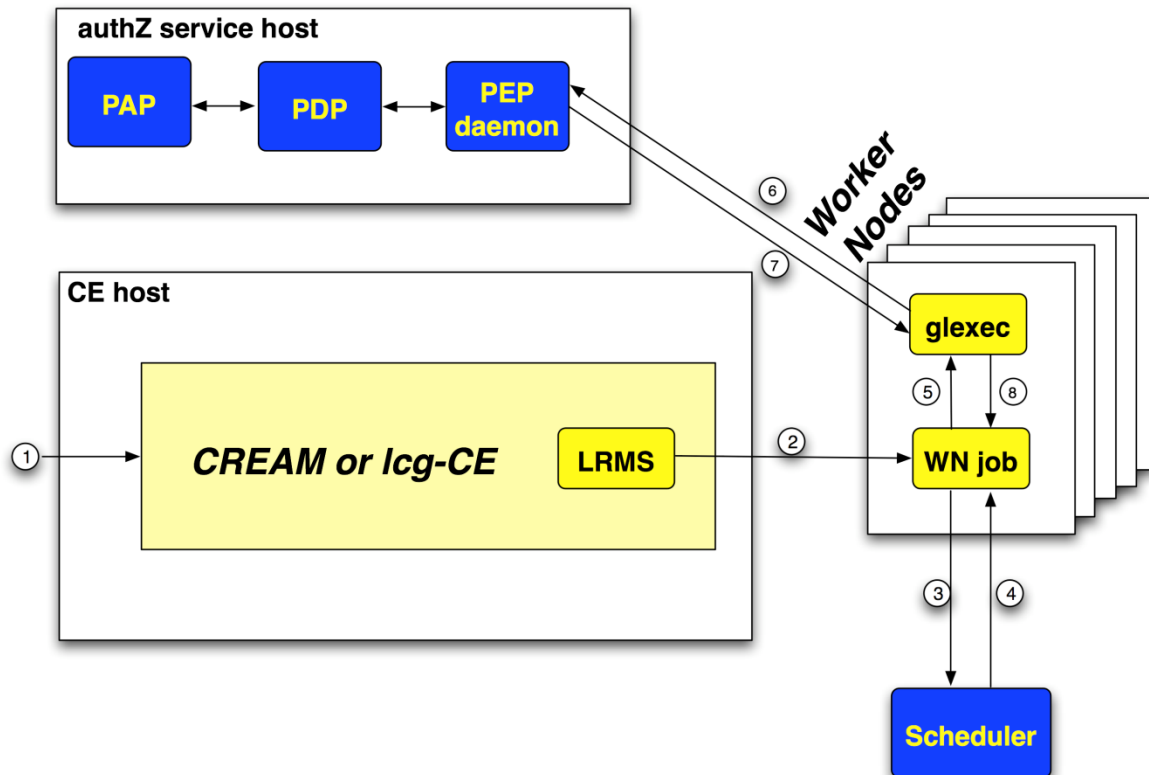 authZ service host
PAP
PDP
PEP
daemon
6
7
Worker
Nodes
CE host
glexec
5
8
1
CREAM or lcg-CE
LRMS
2
WN job
3
4
Scheduler